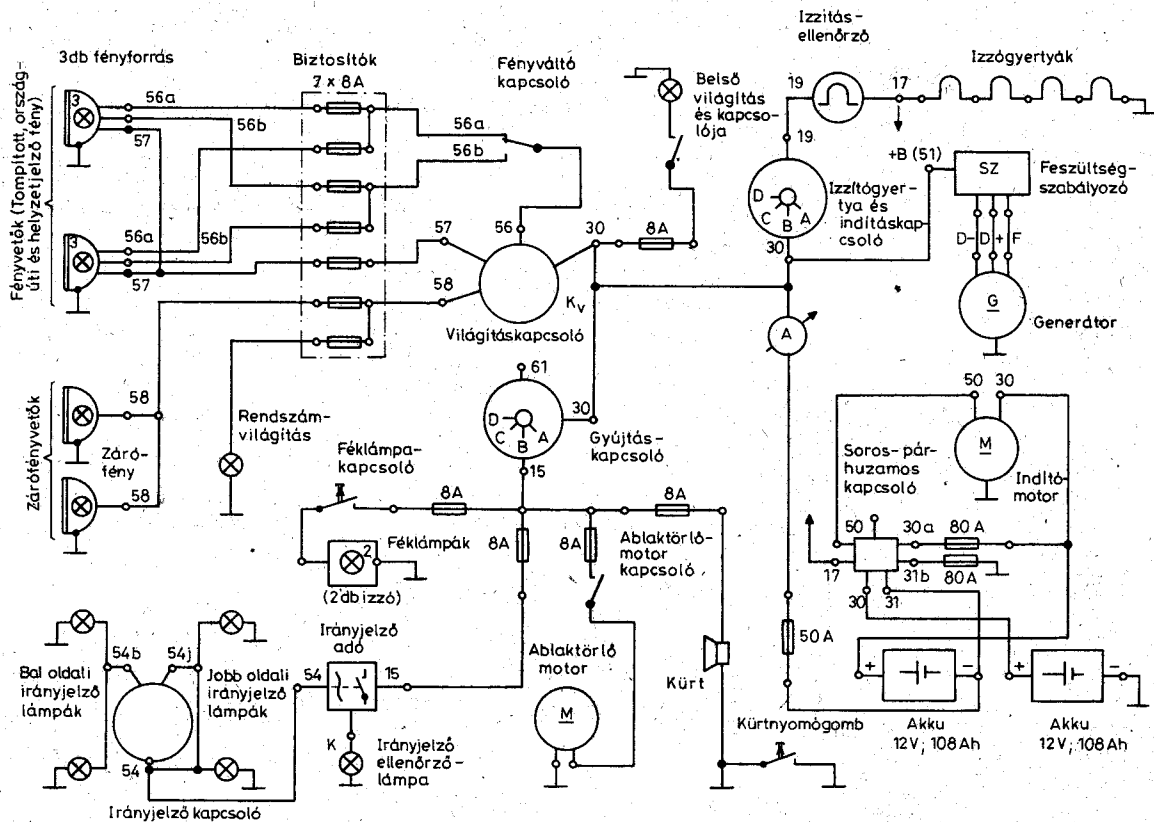 3db fényforrás
Biztosítók
7 x 8A
Fényváltó
kapcsoló
Izzítás-
ellenőrző
Izzógyertyák
Belső
világítás
és kapcso-
lója
19
17
19
+B (51)
SZ
Feszültség-
szabályozó
D- D + F
G
Generátor
Fényvetők (Tompított, ország-
úti és helyzetjelző fény)
3
56a
56b
57
56a
56b
3
56a
56b
57
57
56
30
8A
58
Kv
Világításkapcsoló
D C B A
Izzítógyer-
tya és
indításkap-
csoló
30
A
61
D C B A
30
15
Gyújtás-
kapcsoló
Zárófényvetők
58
Záró-
fény
58
Rendszám-
világítás
Féklámpa-
kapcsoló
8A
8A
8A
8A
Féklámpák
2
(2 db izzó)
Ablaktörlő-
motor
kapcsoló
50 30
M
Indító-
motor
Soros-pár-
huzamos
kapcsoló
50
30a
80A
17
31b
80A
30
31
50A
54b
54j
Bal oldali
irányjelző
lámpák
Jobb oldali
irányjelző
lámpák
54
Irányjelző kapcsoló
Irányjelző
adó
54
15
K
Irányjelző
ellenőrző-
lámpa
Ablaktörlő
motor
M
Kürt
Kürtnyomógomb
+ -
Akku
12V; 108Ah
+ -
Akku
12V; 108Ah